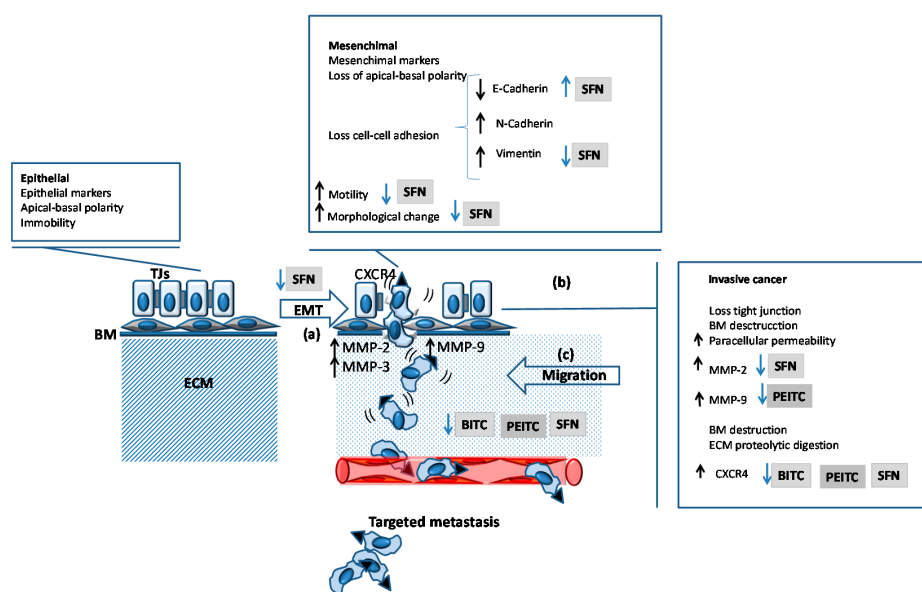 Mesenchimal
Mesenchimal markers
Loss of apical-basal polarity
E-Cadherin SFN
N-Cadherin
Loss cell-cell adhesion
Vimentin SFN
Motility SFN
Morphological change SFN
Epithelial
Epithelial markers
Apical-basal polarity
Immobility
TJs
SFN
CXCR4
(b)
EMT
(a)
BM
MMP-2
MMP-9
MMP-3
(c)
Migration
ECM
BITC PEITC SFN
Targeted metastasis
Invasive cancer
Loss tight junction
BM desctrucction
Paracellular permeability
MMP-2 SFN
MMP-9 PEITC
BM destruction
ECM proteolytic digestion
CXCR4 BITC PEITC SFN